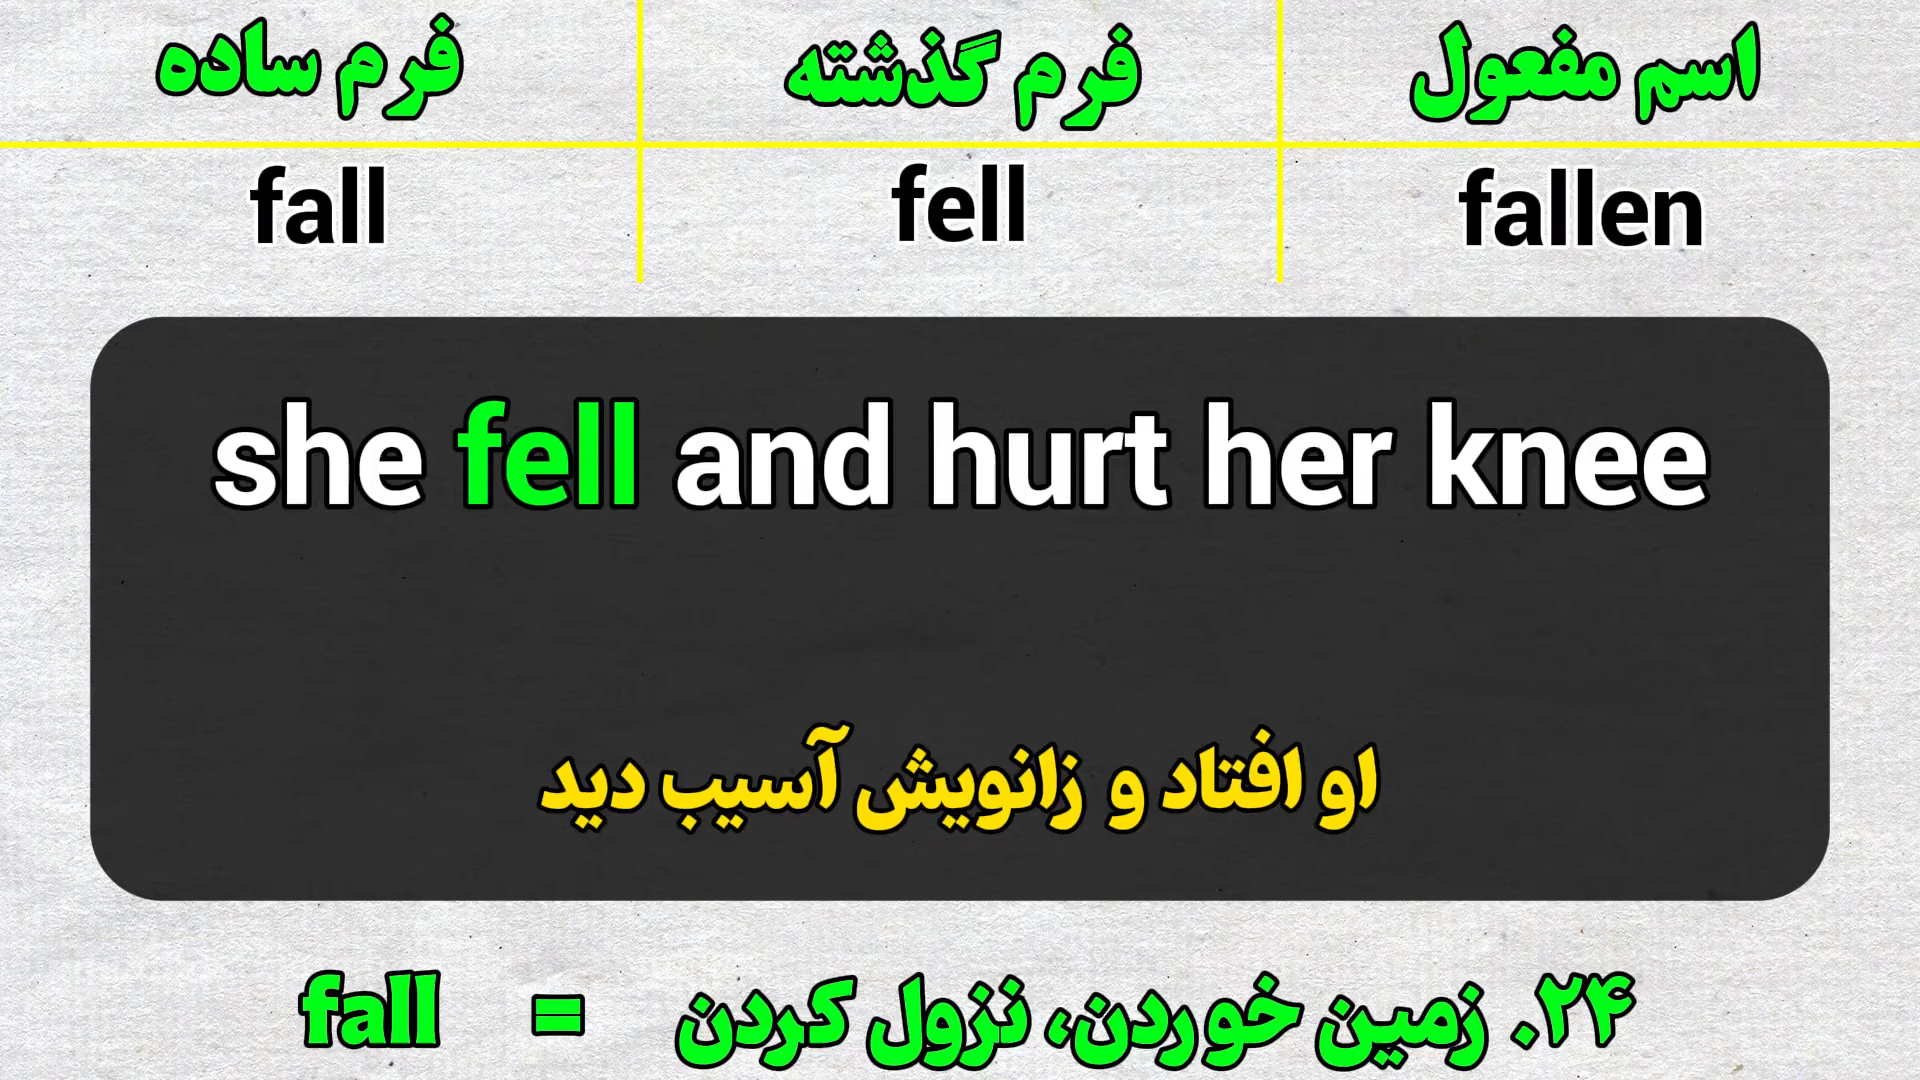 فرم ساده فرم گذشته اسم مفعول
fall fell fallen
she fell and hurt her knee
او افتاد و زانویش آسیب دید
fall = ۲۴. زمین خوردن، نزول کردن